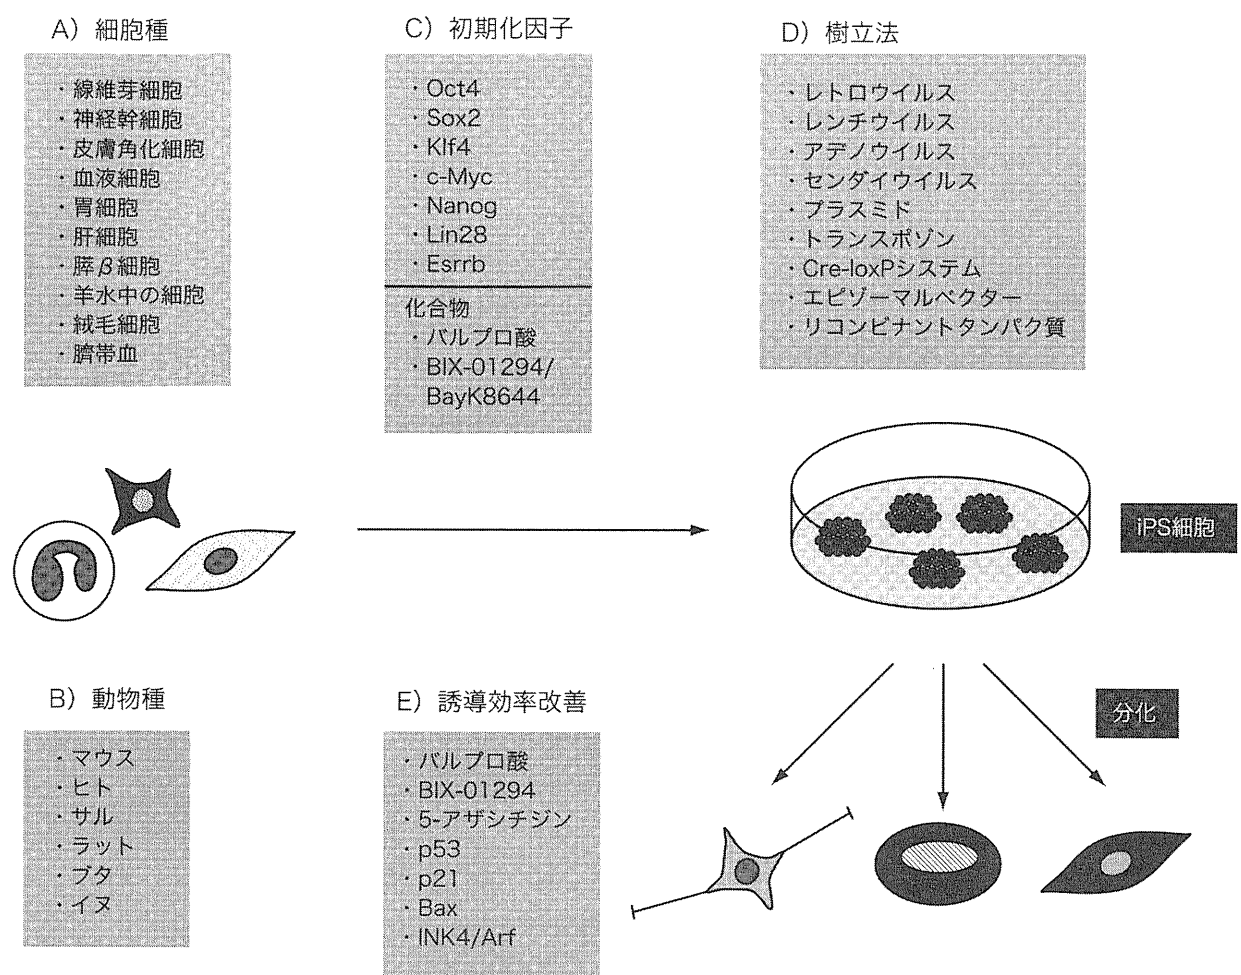 A）細胞種
・線維芽細胞
・神経幹細胞
・皮膚角化細胞
・血液細胞
・胃細胞
・肝細胞
・膵β細胞
・羊水中の細胞
・絨毛細胞
・臍帯血
C）初期化因子
・Oct4
・Sox2
・Klf4
・c-Myc
・Nanog
・Lin28
・Esrrb
化合物
・バルプロ酸
・BIX-01294/
BayK8644
D）樹立法
・レトロウイルス
・レンチウイルス
・アデノウイルス
・センダイウイルス
・プラスミド
・トランスポゾン
・Cre-loxPシステム
・エピゾーマルベクター
・リコンビナントタンパク質
iPS細胞
B）動物種
・マウス
・ヒト
・サル
・ラット
・ブタ
・イヌ
E）誘導効率改善
・バルプロ酸
・BIX-01294
・5-アザシチジン
・p53
・p21
・Bax
・INK4/Arf
分化